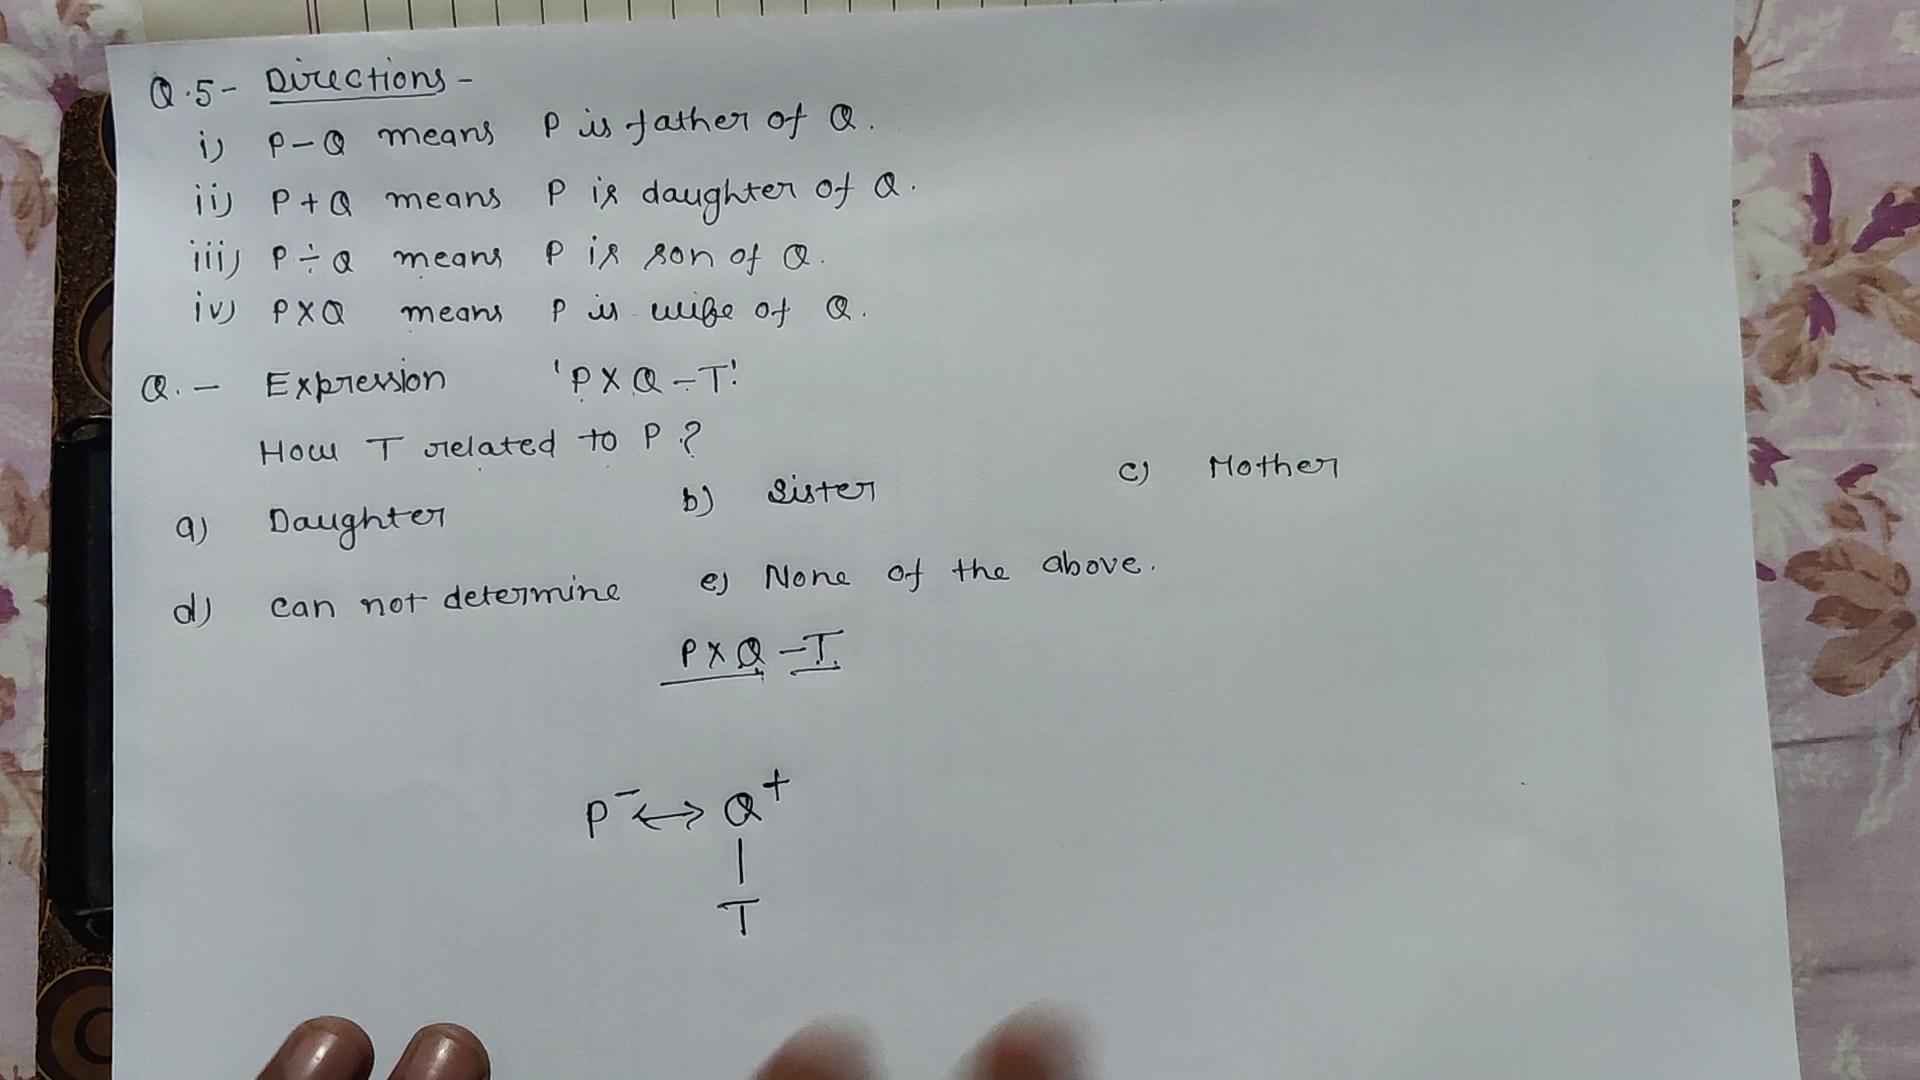 Q.5- Directions -
i) P-Q means P is father of Q.
ii) P+Q means P is daughter of Q.
iii) P÷Q means P is son of Q.
iv) P×Q means P is wife of Q.
Q. - Expression 'P×Q-T'.
How T related to P?
a) Daughter b) Sister c) Mother
d) can not determine e) None of the above.
P×Q-T
P⁻ ↔ Q⁺
|
T